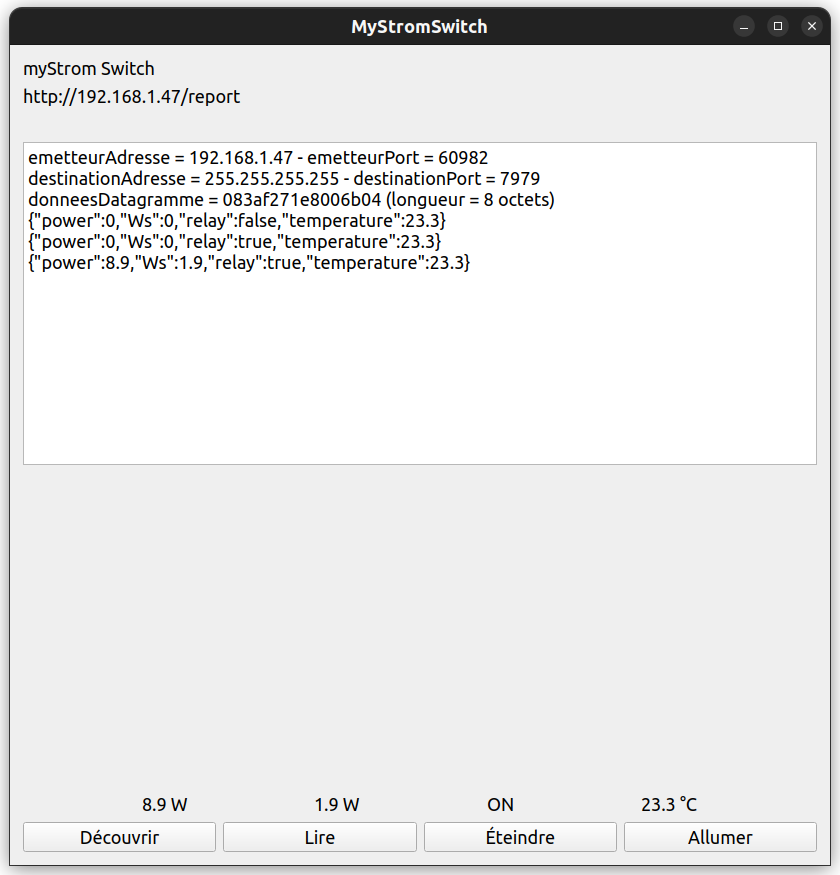 MyStromSwitch
myStrom Switch
http://192.168.1.47/report
emetteurAdresse = 192.168.1.47 - emetteurPort = 60982
destinationAdresse = 255.255.255.255 - destinationPort = 7979
donneesDatagramme = 083af271e8006b04 (longueur = 8 octets)
{"power":0,"Ws":0,"relay":false,"temperature":23.3}
{"power":0,"Ws":0,"relay":true,"temperature":23.3}
{"power":8.9,"Ws":1.9,"relay":true,"temperature":23.3}
8.9 W 1.9 W ON 23.3 °C
Découvrir Lire Éteindre Allumer